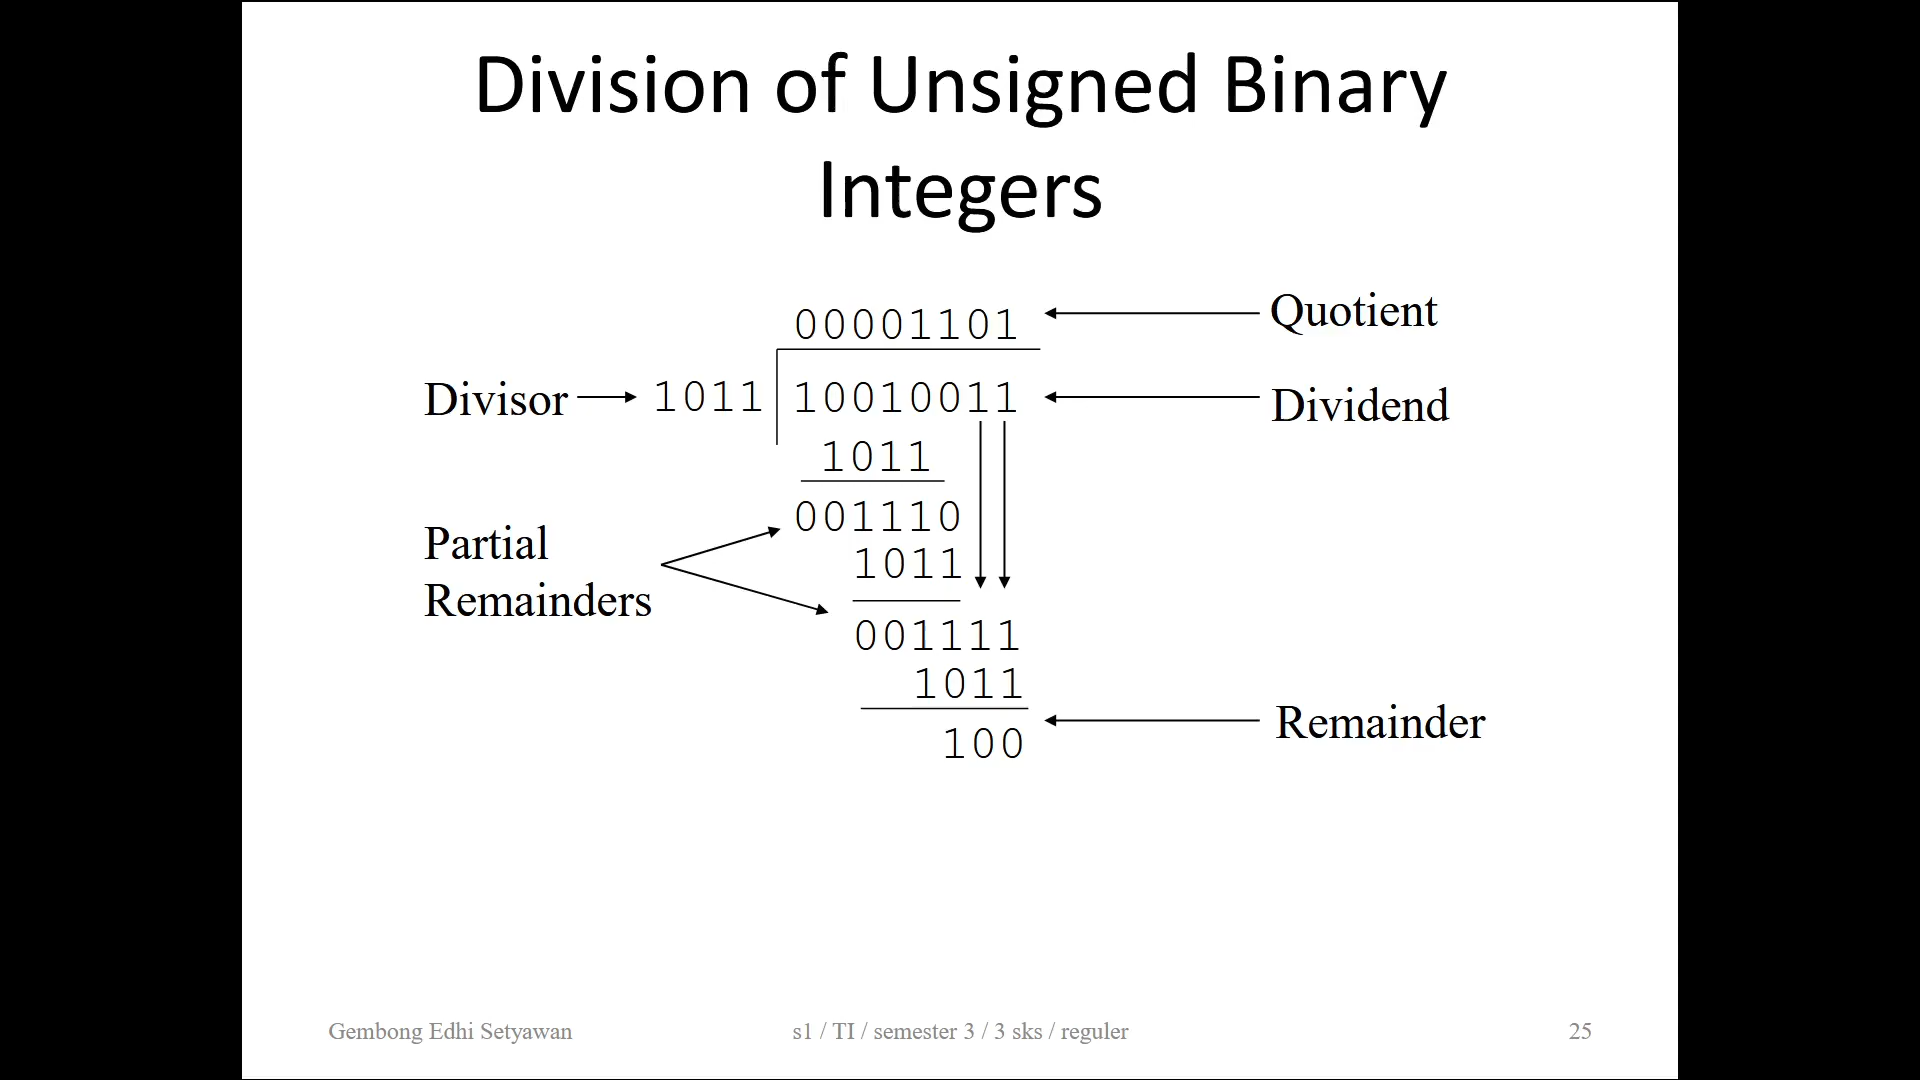 Division of Unsigned Binary
Integers
00001101
Quotient
Divisor
1011
10010011
Dividend
1011
001110
Partial
Remainders
1011
001111
1011
Remainder
100
Gembong Edhi Setyawan
s1 / TI / semester 3 / 3 sks / reguler
25